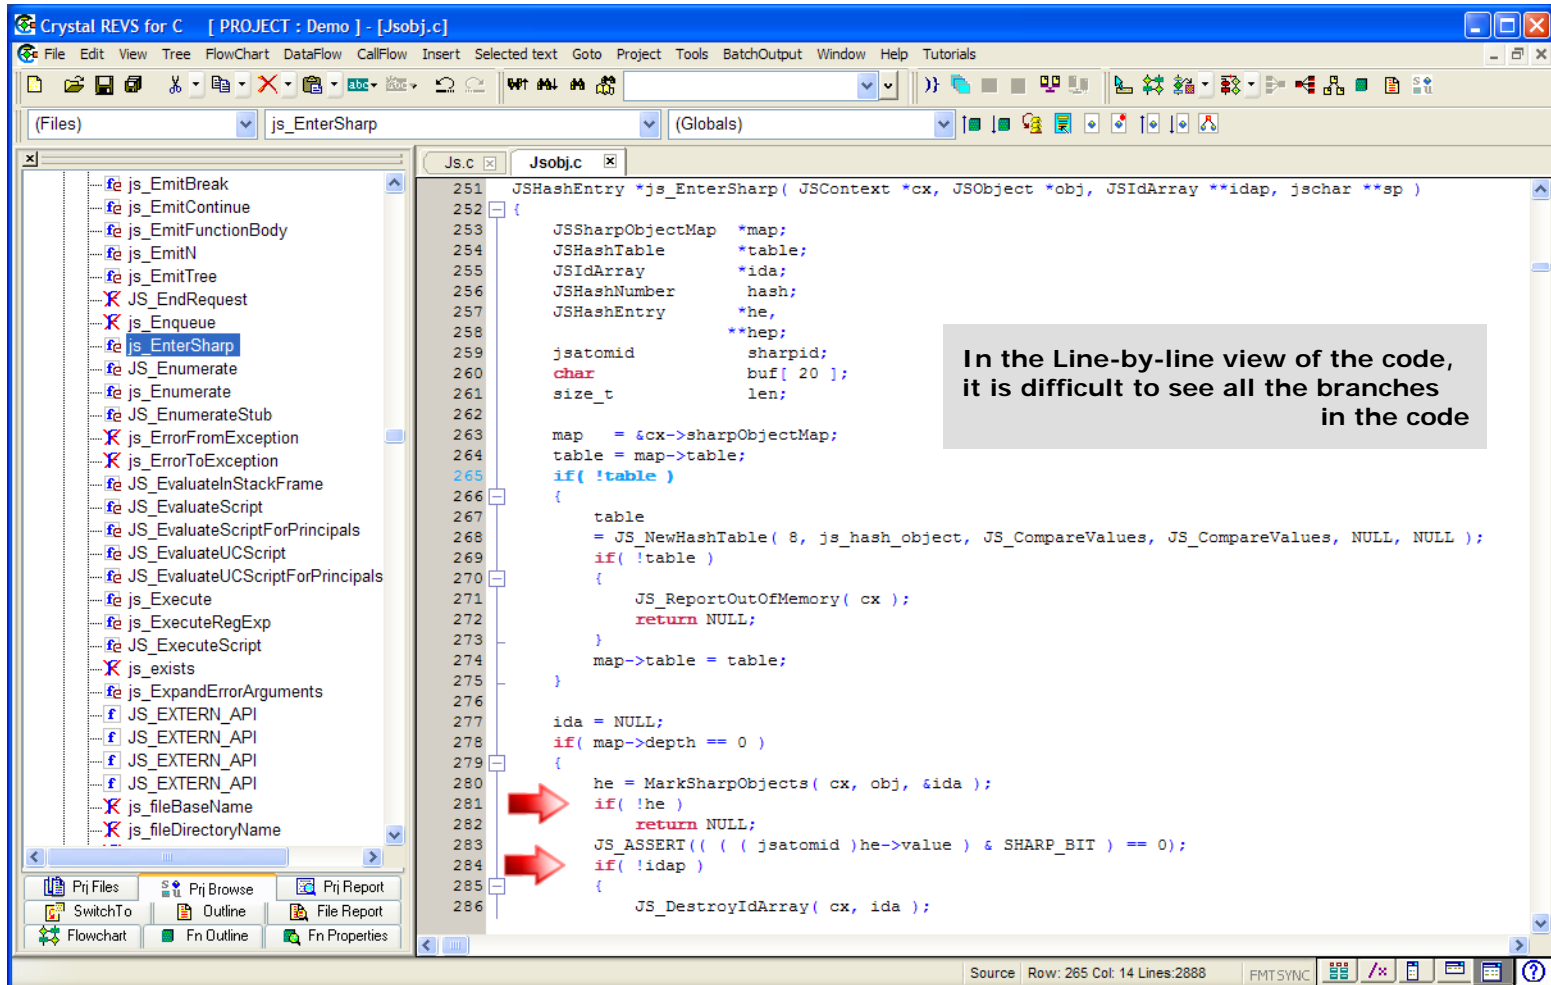 Crystal REVS for C [ PROJECT : Demo ] - [Jsobj.c]
File Edit View Tree FlowChart DataFlow CallFlow Insert Selected text Goto Project Tools BatchOutput Window Help Tutorials
(Files) js_EnterSharp (Globals)
js_EmitBreak
js_EmitContinue
js_EmitFunctionBody
js_EmitN
js_EmitTree
JS_EndRequest
js_Enqueue
js_EnterSharp
JS_Enumerate
js_Enumerate
JS_EnumerateStub
js_ErrorFromException
js_ErrorToException
JS_EvaluateInStackFrame
JS_EvaluateScript
JS_EvaluateScriptForPrincipals
JS_EvaluateUCScript
JS_EvaluateUCScriptForPrincipals
js_Execute
js_ExecuteRegExp
JS_ExecuteScript
js_exists
js_ExpandErrorArguments
JS_EXTERN_API
JS_EXTERN_API
JS_EXTERN_API
JS_EXTERN_API
js_fileBaseName
js_fileDirectoryName
Prj Files Prj Browse Prj Report
SwitchTo Outline File Report
Flowchart Fn Outline Fn Properties
Js.c Jsobj.c
251 JSHashEntry *js_EnterSharp( JSContext *cx, JSObject *obj, JSIdArray **idap, jschar **sp )
252 {
253 JSSharpObjectMap *map;
254 JSHashTable *table;
255 JSIdArray *ida;
256 JSHashNumber hash;
257 JSHashEntry *he,
258 **hep;
259 jsatomid sharpid;
260 char buf[ 20 ];
261 size_t len;
262
263 map = &cx->sharpObjectMap;
264 table = map->table;
265 if( !table )
266 {
267 table
268 = JS_NewHashTable( 8, js_hash_object, JS_CompareValues, JS_CompareValues, NULL, NULL );
269 if( !table )
270 {
271 JS_ReportOutOfMemory( cx );
272 return NULL;
273 }
274 map->table = table;
275 }
276
277 ida = NULL;
278 if( map->depth == 0 )
279 {
280 he = MarkSharpObjects( cx, obj, &ida );
281 if( !he )
282 return NULL;
283 JS_ASSERT(( ( ( jsatomid )he->value ) & SHARP_BIT ) == 0);
284 if( !idap )
285 {
286 JS_DestroyIdArray( cx, ida );
In the Line-by-line view of the code,
it is difficult to see all the branches
in the code
Source Row: 265 Col: 14 Lines:2888 FMTSYNC